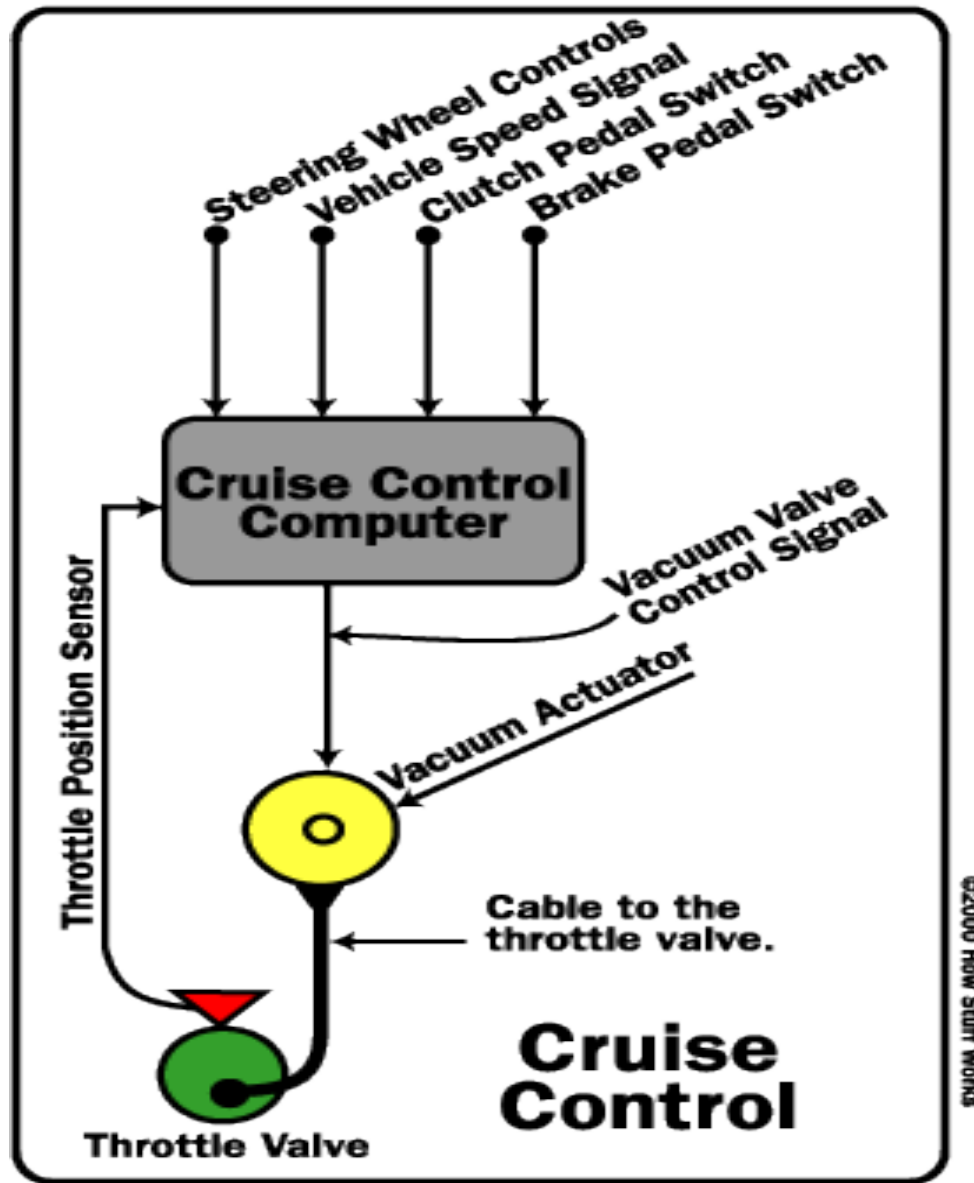 Steering Wheel Controls
Vehicle Speed Signal
Clutch Pedal Switch
Brake Pedal Switch
Cruise Control
Computer
Vacuum Valve
Control Signal
Throttle Position Sensor
Vacuum Actuator
Cable to the
throttle valve.
Cruise
Control
Throttle Valve
©2000 How Stuff Works